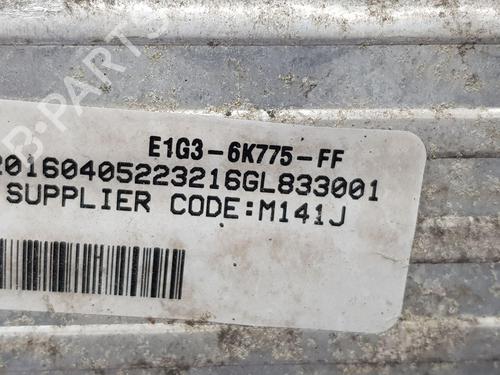 E1G3-6K775-FF
20160405223216GL833001
SUPPLIER CODE:M141J
B-PARTS